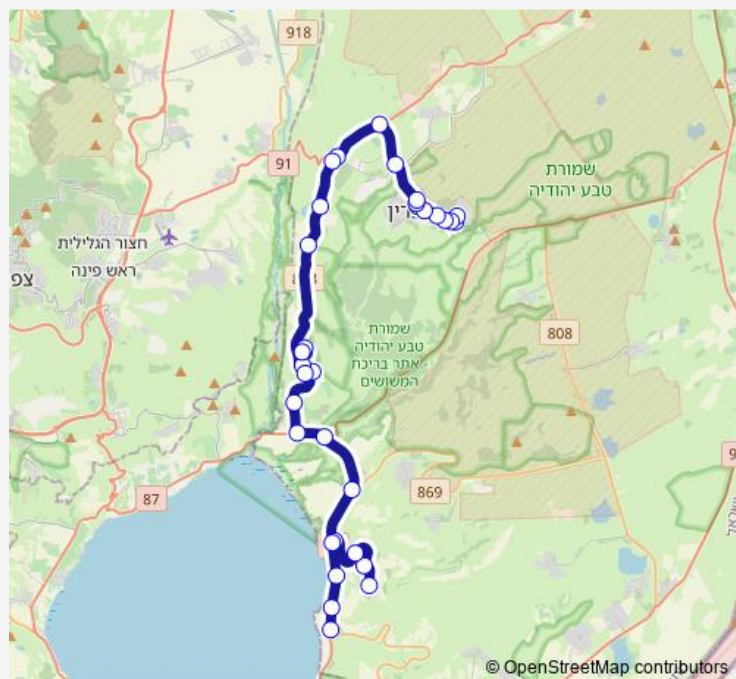 918
91
שמורת
טבע יהודיה
חצור הגלילית
ראש פינה
שמורת
טבע יהודיה
- אתר בריכת
המשושים
808
87
869
© OpenStreetMap contributors